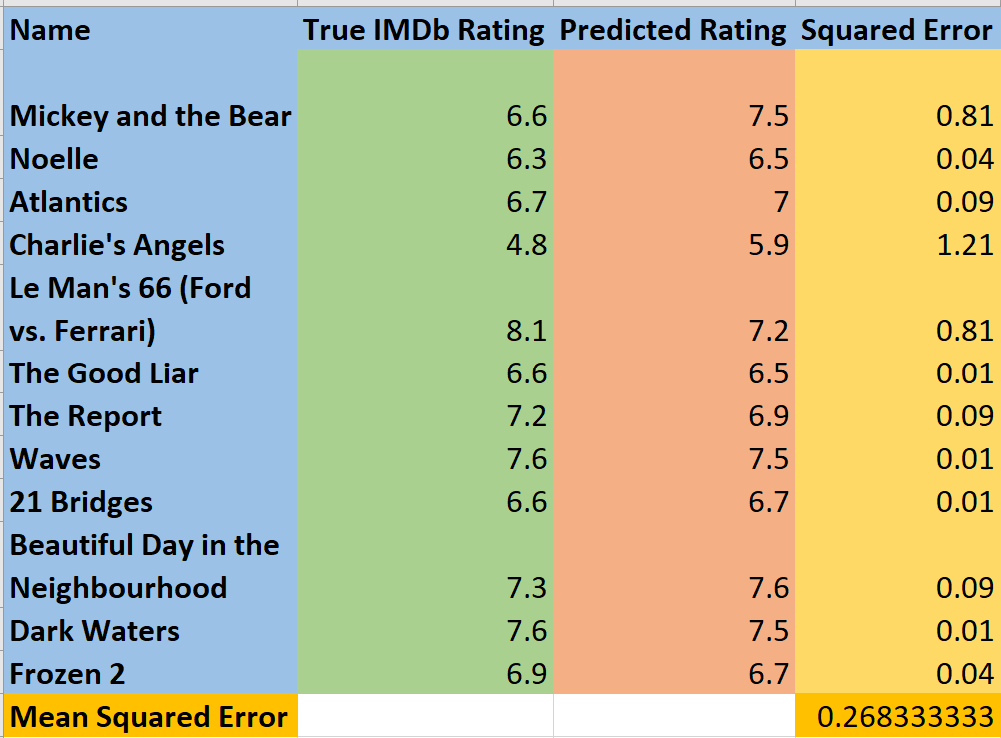 Name True IMDb Rating Predicted Rating Squared Error
Mickey and the Bear 6.6 7.5 0.81
Noelle 6.3 6.5 0.04
Atlantics 6.7 7 0.09
Charlie's Angels 4.8 5.9 1.21
Le Man's 66 (Ford
vs. Ferrari) 8.1 7.2 0.81
The Good Liar 6.6 6.5 0.01
The Report 7.2 6.9 0.09
Waves 7.6 7.5 0.01
21 Bridges 6.6 6.7 0.01
Beautiful Day in the
Neighbourhood 7.3 7.6 0.09
Dark Waters 7.6 7.5 0.01
Frozen 2 6.9 6.7 0.04
Mean Squared Error 0.268333333